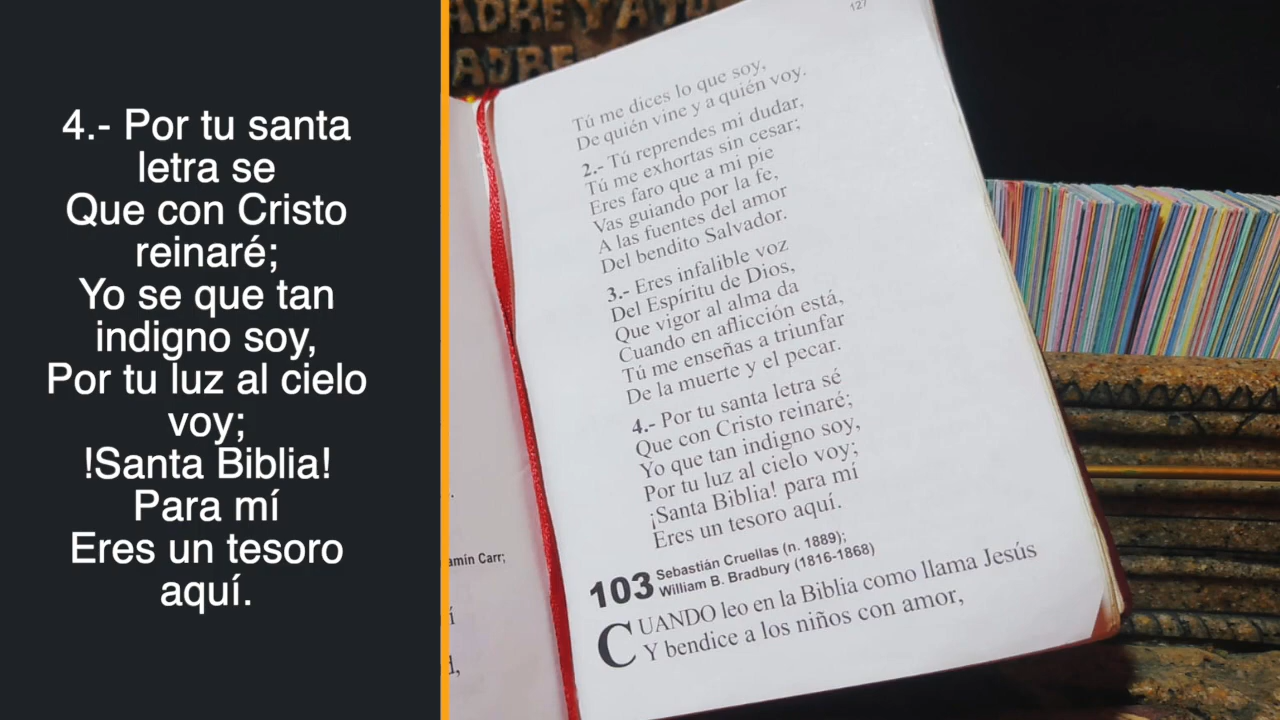 4.- Por tu santa
letra se
Que con Cristo
reinaré;
Yo se que tan
indigno soy,
Por tu luz al cielo
voy;
!Santa Biblia!
Para mí
Eres un tesoro
aquí.
ADRE
127
Tú me dices lo que soy,
De quién vine y a quién voy.
2.- Tú reprendes mi dudar,
Tú me exhortas sin cesar;
Eres faro que a mi pie
Vas guiando por la fe,
A las fuentes del amor
Del bendito Salvador.
3.- Eres infalible voz
Del Espíritu de Dios,
Que vigor al alma da
Cuando en aflicción está,
Tú me enseñas a triunfar
De la muerte y el pecar.
4.- Por tu santa letra sé
Que con Cristo reinaré;
Yo que tan indigno soy,
Por tu luz al cielo voy;
¡Santa Biblia! para mí
Eres un tesoro aquí.
amin Carr;
103 Sebastián Cruellas (n. 1889);
William B. Bradbury (1816-1868)
CUANDO leo en la Biblia como llama Jesús
Y bendice a los niños con amor,